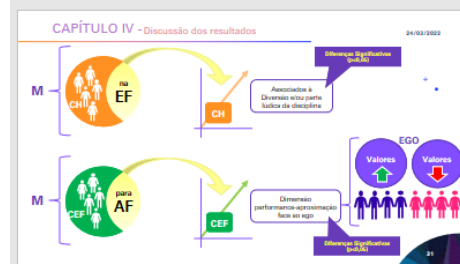 CAPÍTULO IV - Discussão dos resultados
24/03/2022
Diferenças Significativas
(p≤0,05)
M
CH
na
EF
CH
Associados à
Diversão e/ou parte
lúdica da disciplina
EGO
Valores
Valores
M
CEF
para
AF
CEF
Dimensão
performance-aproximação
face ao ego
Diferenças Significativas
(p≤0,05)
31